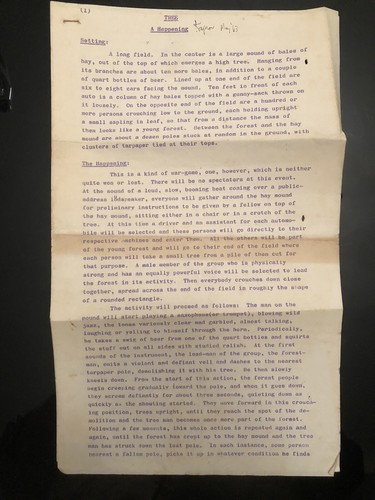 (1)
TREE
A Happening
Setting:
A long field. In the center is a large mound of bales of
hay, out of the top of which emerges a high tree. Hanging from
its branches are about ten more bales, in addition to a couple
of quart bottles of beer. Lined up at one end of the field are
six to eight cars facing the mound. Ten feet in front of each
auto is a column of hay bales topped with a gunny-sack thrown on
it loosely. On the opposite end of the field are a hundred or
more persons crouching low to the ground, each holding upright
a small sapling to leaf, so that from a distance the mass of
them looks like a young forest. Between the forest and the hay
mound are about a dozen poles stuck at random in the ground, with
clusters of tarpaper tied at their tops.
The Happening:
This is a kind of war-game, one, however, which is neither
quite won or lost. There will be no spectators at this event.
At the sound of a loud, slow, booming beat coming over a public-
address loudspeaker, everyone will gather around the hay mound
for preliminary instructions to be given by a fellow on top of
the hay mound, sitting either in a chair or in a crutch of the
tree. At this time a driver and an assistant for each automo-
bile will be selected and these persons will go directly to their
respective machines and enter them. All the others will be part
of the young forest and will go to their end of the field where
each person will take a small tree from a pile of them cut for
that purpose. A male member of the group who is physically
strong and has an equally powerful voice will be selected to lead
the forest in its activity. Then everybody crouches down close
together, spread across the end of the field in roughly the shape
of a rounded rectangle.
The activity will proceed as follows: The man on the
mound will start playing a saxophone(or trumpet), blowing wild
jazz, the tones variously clear and garbled, almost talking,
laughing or yelling to himself through the horn. Periodically,
he takes a swig of beer from one of the quart bottles and squirts
the stuff out on all sides with studied relish. At the first
sounds of the instrument, the lead-man of the group, the forest-
man, emits a violent and defiant yell and dashes to the nearest
tarpaper pole, demolishing it with his tree. He then slowly
kneels down. From the start of this action, the forest people
begin screaming gradually toward the pole, and when it goes down,
they scream defiantly for about three seconds, quieting down as
quickly as the shouting started. They move forward in this crouch-
ing position, trees upright, until they reach the spot of the de-
molition and the tree man becomes once more part of the forest.
Following a few moments, this whole action is repeated again and
again, until the forest has crept up to the hay mound and the tree
man has struck down the last pole. In each instance, some person
nearest a fallen pole, picks it up in whatever condition he finds